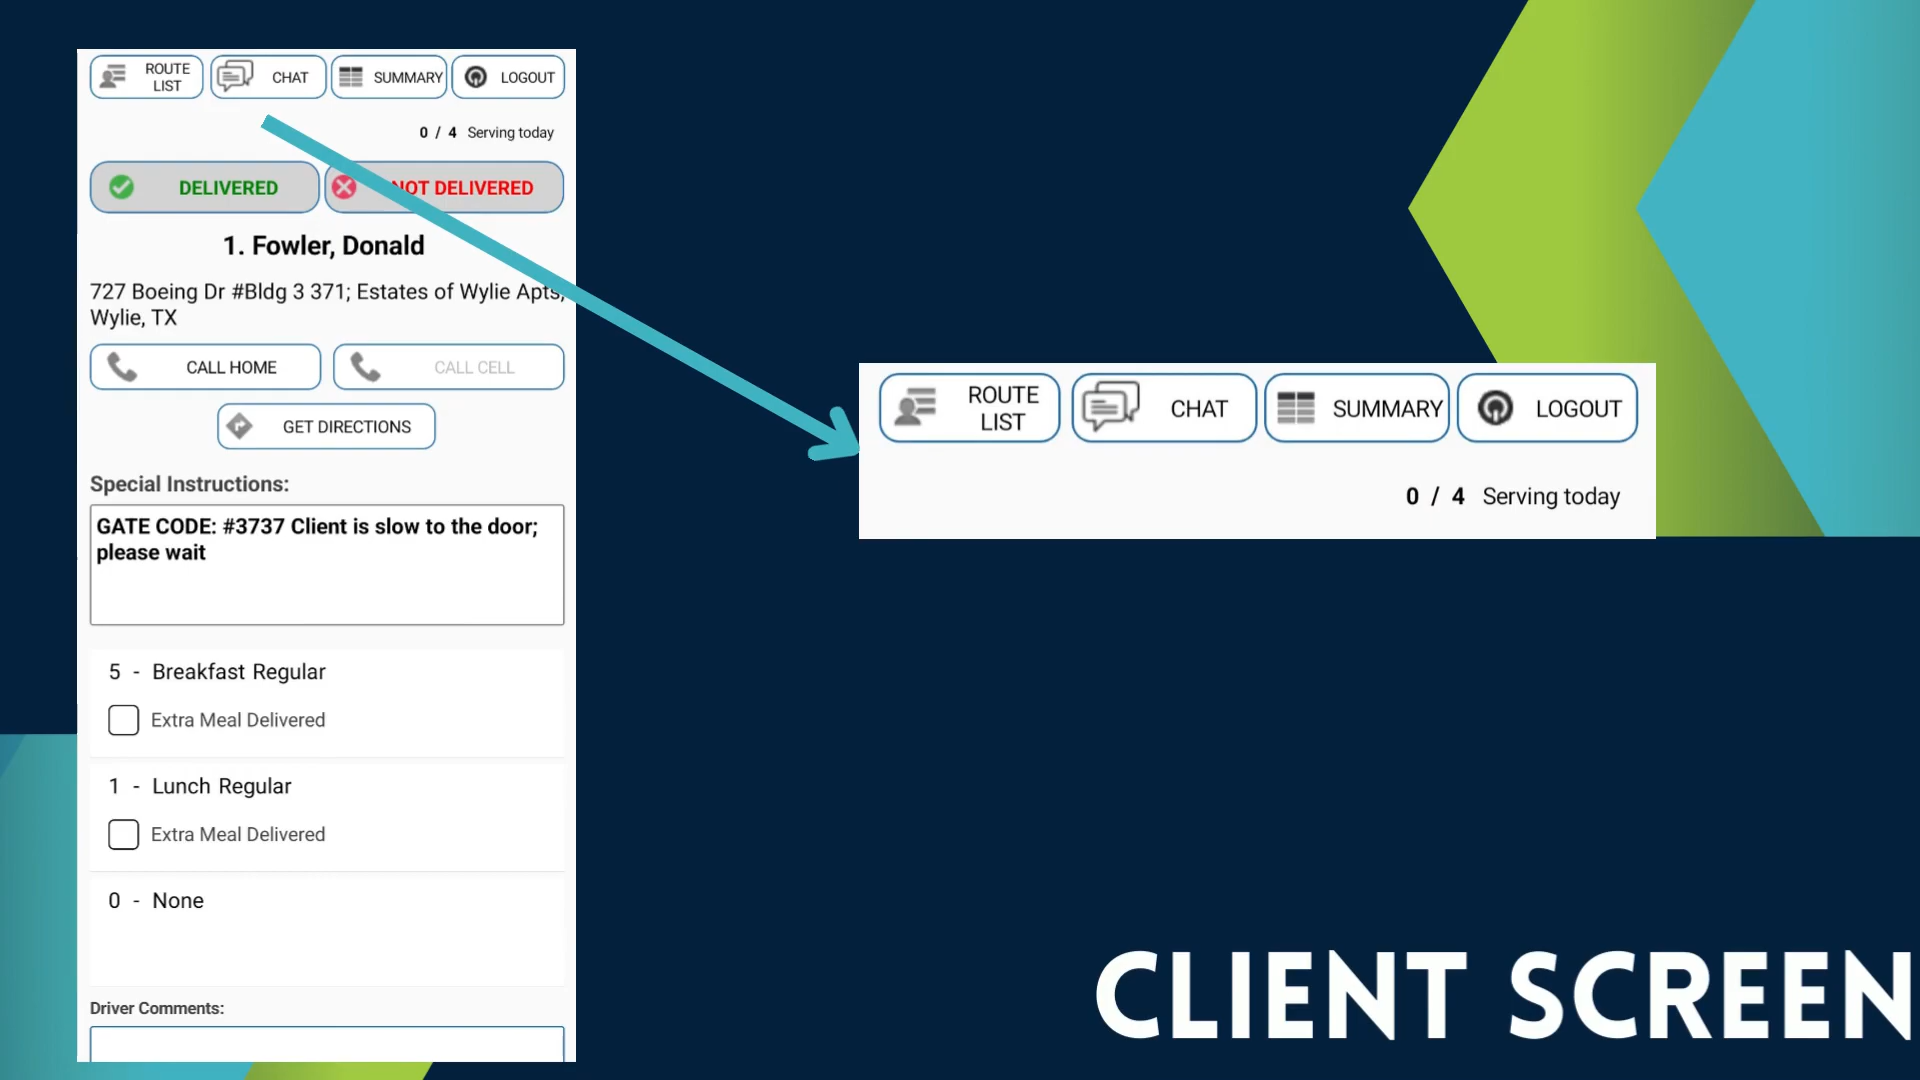 ROUTE
LIST
CHAT
SUMMARY
LOGOUT
0 / 4 Serving today
DELIVERED
NOT DELIVERED
1. Fowler, Donald
727 Boeing Dr #Bldg 3 371; Estates of Wylie Apts,
Wylie, TX
CALL HOME
CALL CELL
GET DIRECTIONS
Special Instructions:
GATE CODE: #3737 Client is slow to the door;
please wait
5 - Breakfast Regular
Extra Meal Delivered
1 - Lunch Regular
Extra Meal Delivered
0 - None
Driver Comments:
ROUTE
LIST
CHAT
SUMMARY
LOGOUT
0 / 4 Serving today
CLIENT SCREEN